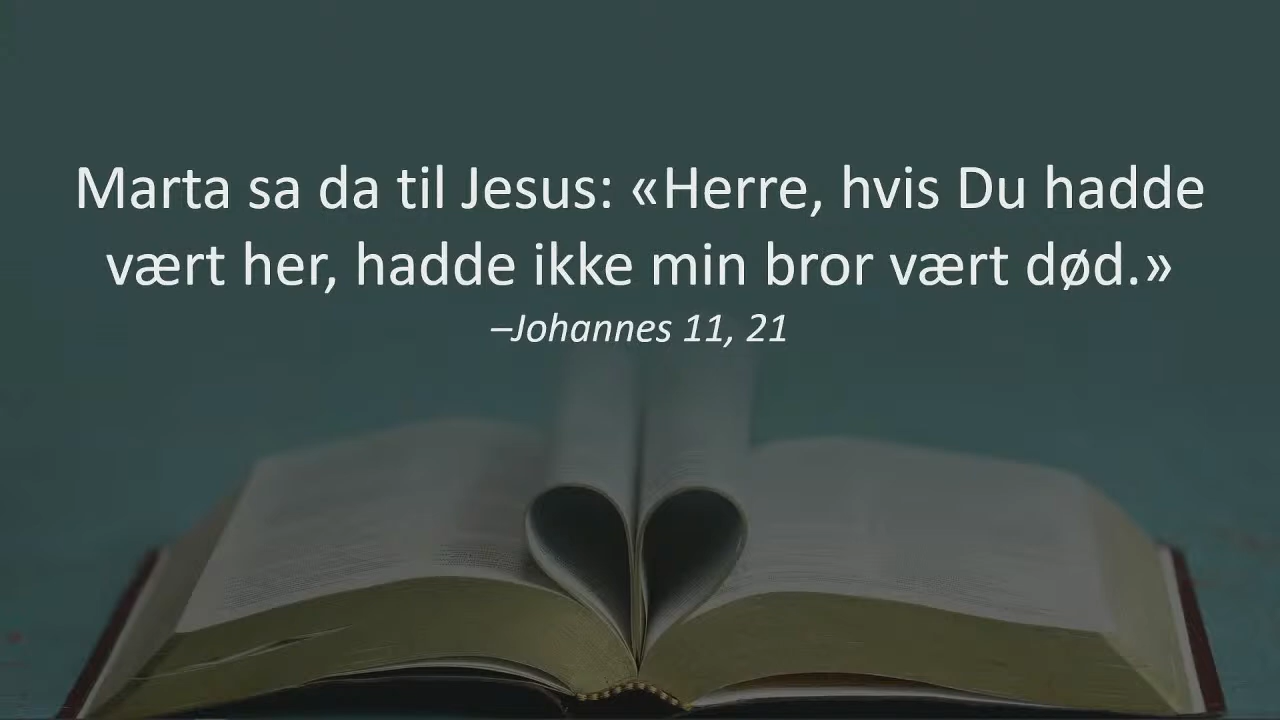 Marta sa da til Jesus: «Herre, hvis Du hadde
vært her, hadde ikke min bror vært død.»
–Johannes 11, 21